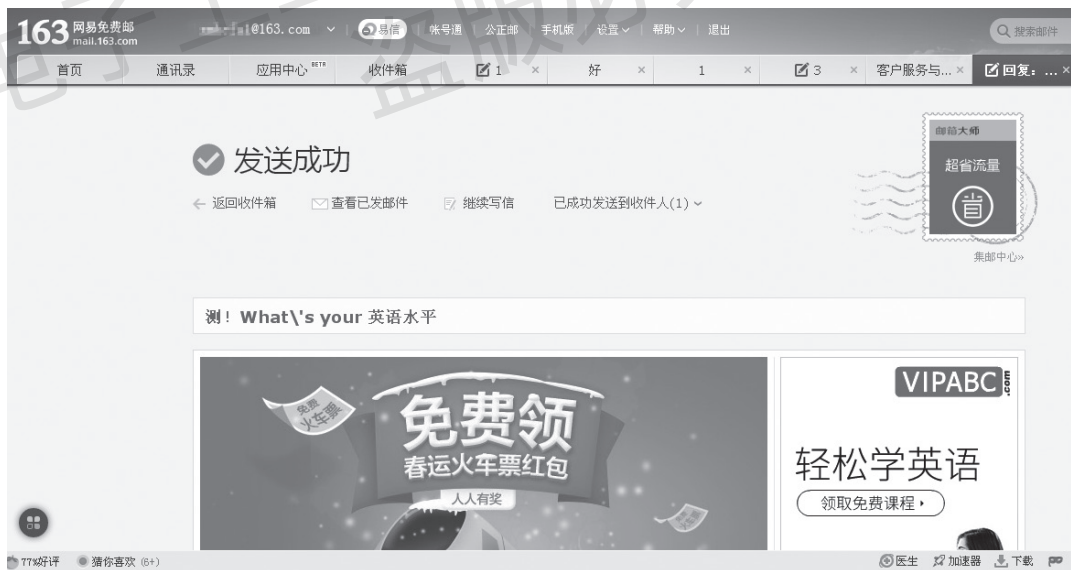 163 网易免费邮 mail.163.com
@163.com 易信 帐号通 公正邮 手机版 设置 帮助 退出 搜索邮件
首页 通讯录 应用中心 BETA 收件箱 1 × 好 × 1 × 3 × 客户服务与... × 回复：... ×
邮箱大师
发送成功
超省流量
省
返回收件箱 查看已发邮件 继续写信 已成功发送到收件人(1)
集邮中心»
测！What\'s your 英语水平
VIPABC.com
免费火车票
免费领
春运火车票红包
人人有奖
轻松学英语
领取免费课程
77%好评 猜你喜欢 (6+) 医生 加速器 下载